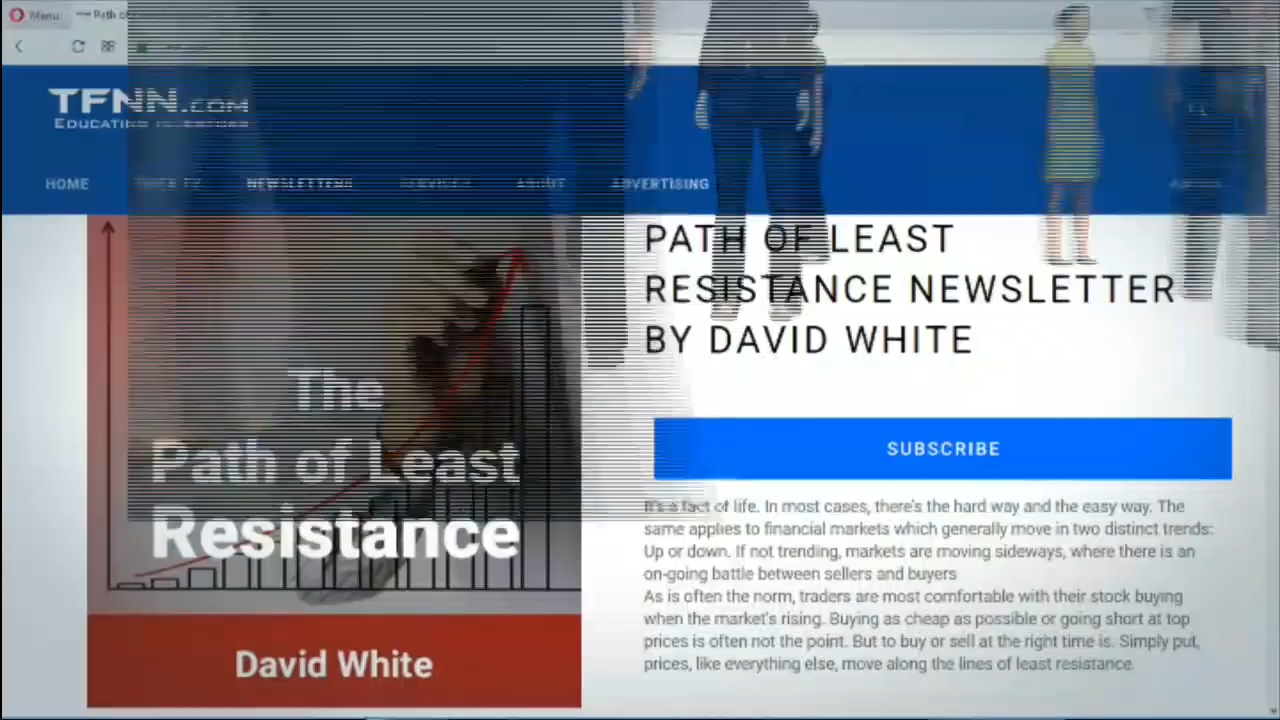 Menu
Path of
TFNN.COM
EDUCATING INVESTORS
HOME
NEWSLETTERS
SERVICES
ABOUT
ADVERTISING
PATH OF LEAST
RESISTANCE NEWSLETTER
BY DAVID WHITE
The
Path of Least
Resistance
David White
SUBSCRIBE
It's a fact of life. In most cases, there's the hard way and the easy way. The
same applies to financial markets which generally move in two distinct trends:
Up or down. If not trending, markets are moving sideways, where there is an
on-going battle between sellers and buyers
As is often the norm, traders are most comfortable with their stock buying
when the market's rising. Buying as cheap as possible or going short at top
prices is often not the point. But to buy or sell at the right time is. Simply put,
prices, like everything else, move along the lines of least resistance.